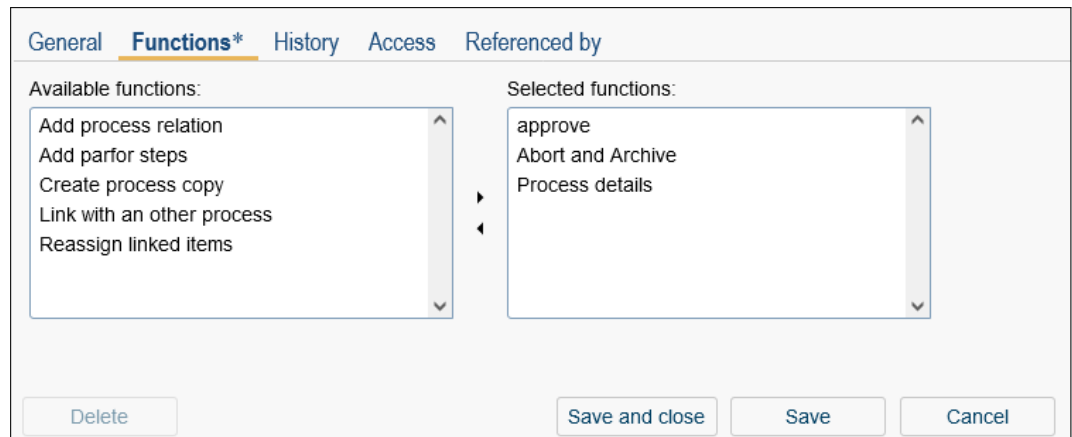 General Functions* History Access Referenced by
Available functions:
Add process relation
Add parfor steps
Create process copy
Link with an other process
Reassign linked items
Selected functions:
approve
Abort and Archive
Process details
Delete Save and close Save Cancel